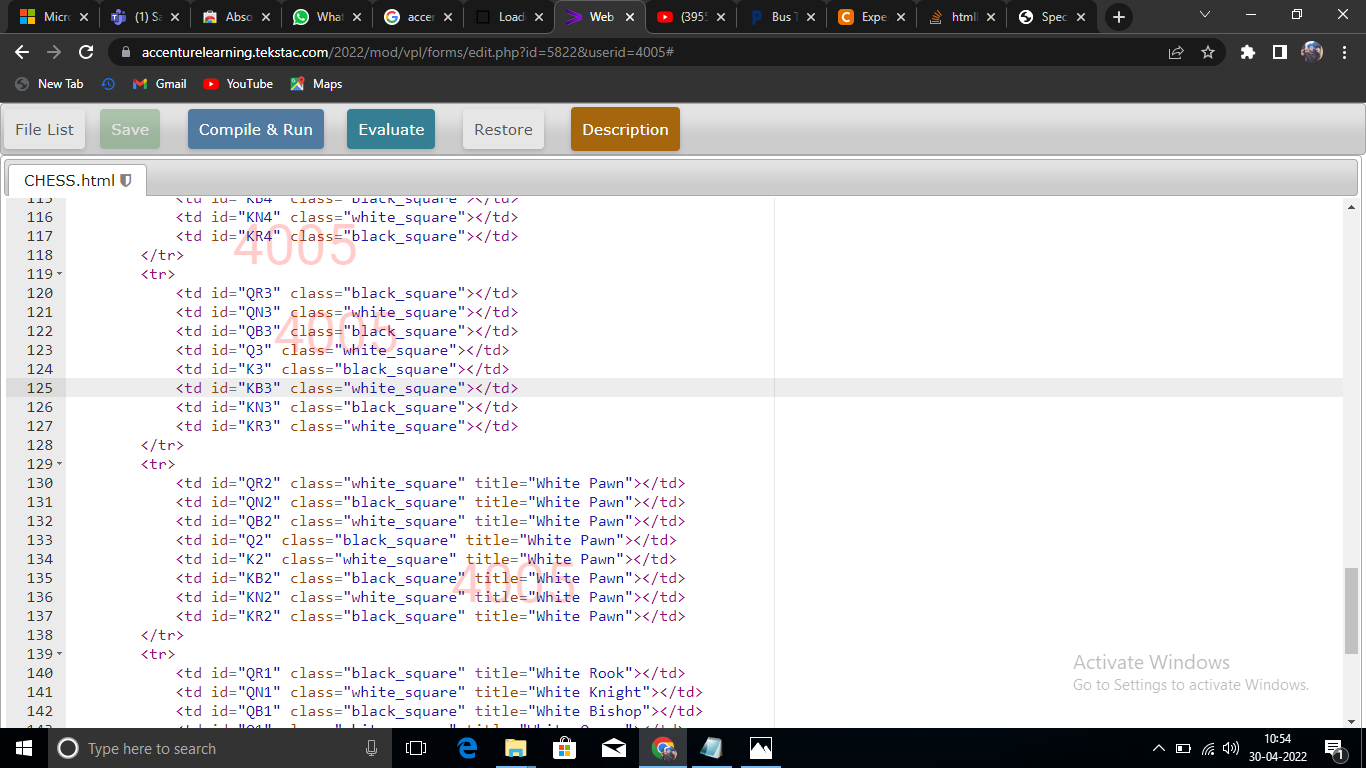 Micro
(1) Sa
Abso
What
accen
Loadi
Web
(3955
Bus T
Expe
htmll
Spec
accenturelearning.tekstac.com/2022/mod/vpl/forms/edit.php?id=5822&userid=4005#
New Tab
Gmail
YouTube
Maps
File List
Save
Compile & Run
Evaluate
Restore
Description
CHESS.html
115 <td id="KB4" class="black_square"></td>
116 <td id="KN4" class="white_square"></td>
117 <td id="KR4" class="black_square"></td>
4005
118 </tr>
119 <tr>
120 <td id="QR3" class="black_square"></td>
121 <td id="QN3" class="white_square"></td>
122 <td id="QB3" class="black_square"></td>
4005
123 <td id="Q3" class="white_square"></td>
124 <td id="K3" class="black_square"></td>
125 <td id="KB3" class="white_square"></td>
126 <td id="KN3" class="black_square"></td>
127 <td id="KR3" class="white_square"></td>
128 </tr>
129 <tr>
130 <td id="QR2" class="white_square" title="White Pawn"></td>
131 <td id="QN2" class="black_square" title="White Pawn"></td>
132 <td id="QB2" class="white_square" title="White Pawn"></td>
133 <td id="Q2" class="black_square" title="White Pawn"></td>
134 <td id="K2" class="white_square" title="White Pawn"></td>
135 <td id="KB2" class="black_square" title="White Pawn"></td>
4005
136 <td id="KN2" class="white_square" title="White Pawn"></td>
137 <td id="KR2" class="black_square" title="White Pawn"></td>
138 </tr>
139 <tr>
140 <td id="QR1" class="black_square" title="White Rook"></td>
141 <td id="QN1" class="white_square" title="White Knight"></td>
142 <td id="QB1" class="black_square" title="White Bishop"></td>
Activate Windows
Go to Settings to activate Windows.
Type here to search
10:54
30-04-2022
1